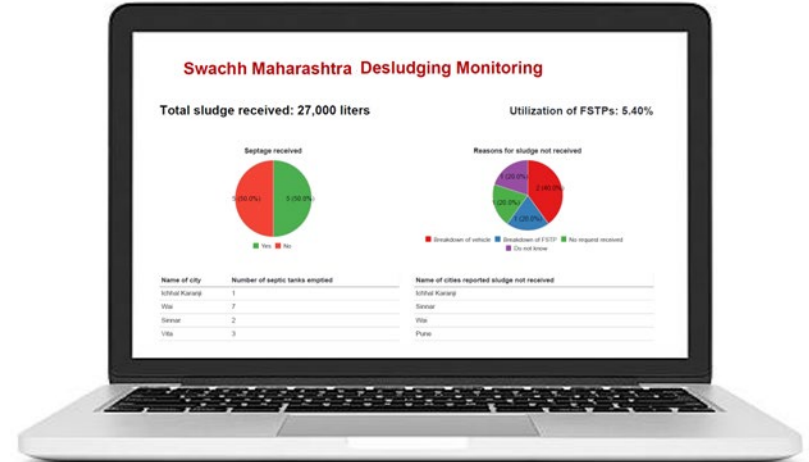 Swachh Maharashtra Desludging Monitoring
Total sludge received: 27,000 liters
Utilization of FSTPs: 5.40%
Septage received
5 (50.0%)
5 (50.0%)
Yes No
Reasons for sludge not received
1 (20.0%)
2 (40.0%)
1 (20.0%)
1 (20.0%)
Breakdown of vehicle Breakdown of FSTP No request received
Do not know
Name of city Number of septic tanks emptied
Ichhal Karanji 1
Wai 7
Sinnar 2
Vita 3
Name of cities reported sludge not received
Ichhal Karanji
Sinnar
Wai
Pune